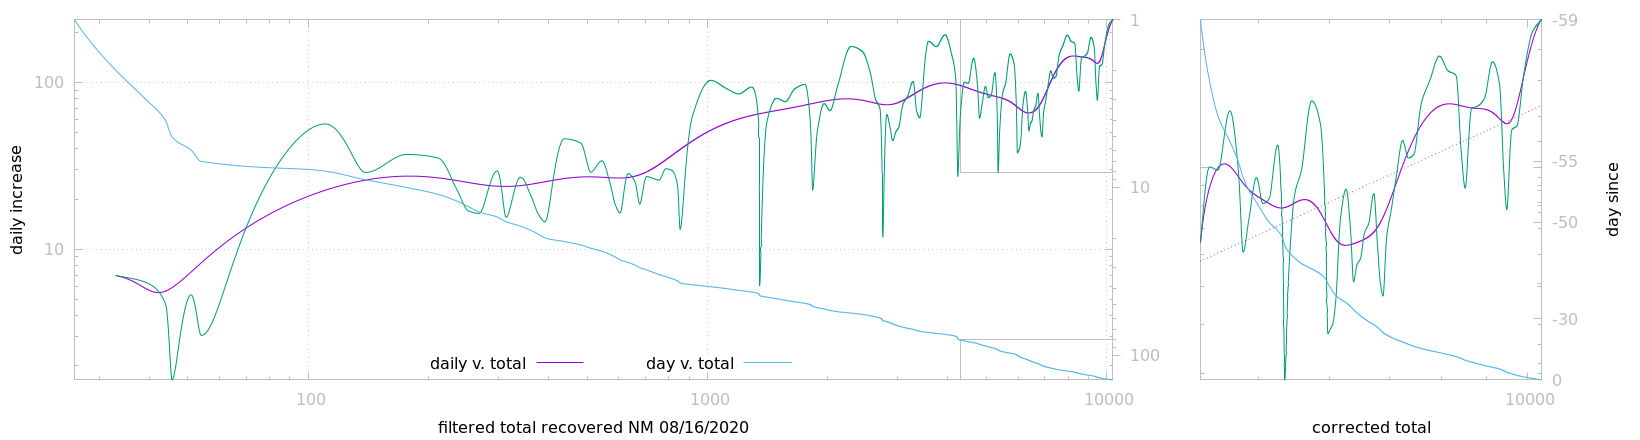 daily increase
100
10
daily v. total
day v. total
1
10
100
100
1000
10000
filtered total recovered NM 08/16/2020
-59
-55
-50
-30
0
day since
10000
corrected total